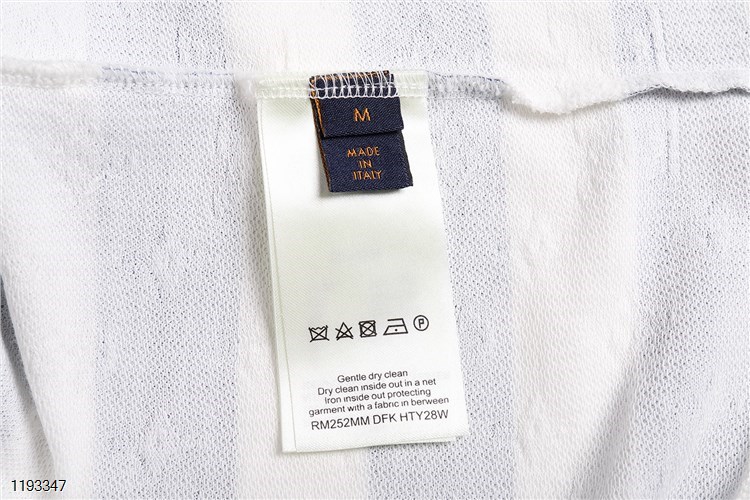 M
MADE
IN
ITALY
P
Gentle dry clean
Dry clean inside out in a net
Iron inside out protecting
garment with a fabric in berween
RM252MM DFK HTY28W
1193347